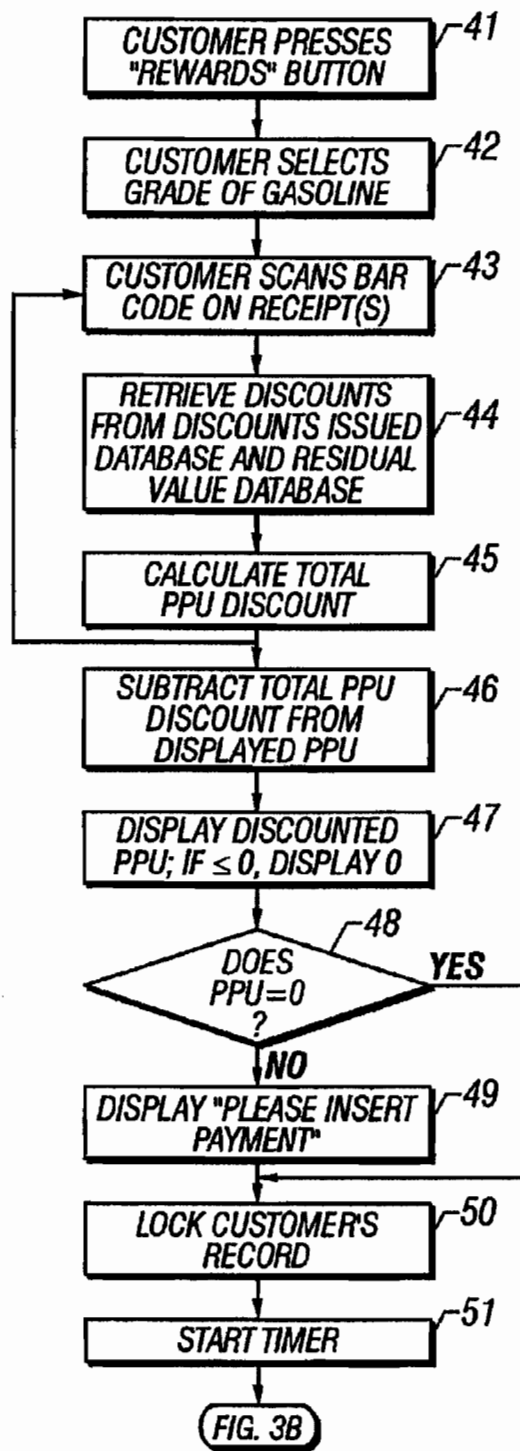 41
CUSTOMER PRESSES
"REWARDS" BUTTON
42
CUSTOMER SELECTS
GRADE OF GASOLINE
43
CUSTOMER SCANS BAR
CODE ON RECEIPT(S)
44
RETRIEVE DISCOUNTS
FROM DISCOUNTS ISSUED
DATABASE AND RESIDUAL
VALUE DATABASE
45
CALCULATE TOTAL
PPU DISCOUNT
46
SUBTRACT TOTAL PPU
DISCOUNT FROM
DISPLAYED PPU
47
DISPLAY DISCOUNTED
PPU; IF ≤ 0, DISPLAY 0
48
DOES
PPU=0
?
YES
NO
49
DISPLAY "PLEASE INSERT
PAYMENT"
50
LOCK CUSTOMER'S
RECORD
51
START TIMER
FIG. 3B